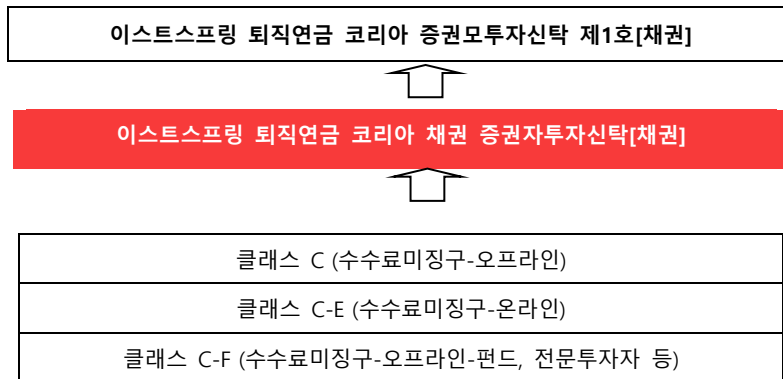 이스트스프링 퇴직연금 코리아 증권모투자신탁 제1호[채권]
이스트스프링 퇴직연금 코리아 채권 증권자투자신탁[채권]
클래스 C (수수료미징구-오프라인)
클래스 C-E (수수료미징구-온라인)
클래스 C-F (수수료미징구-오프라인-펀드, 전문투자자 등)